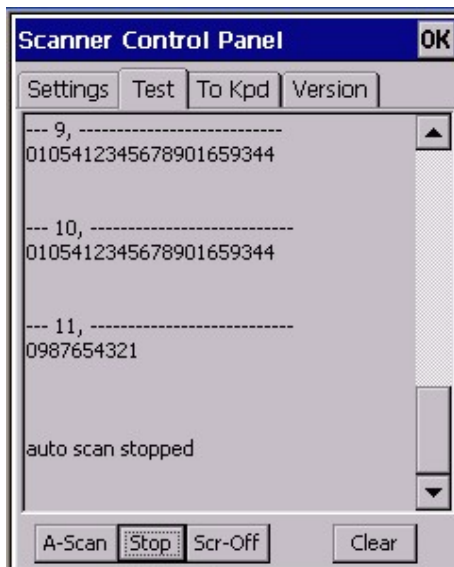 Scanner Control Panel OK
Settings Test To Kpd Version
--- 9, ---------------------------
0105412345678901659344
--- 10, ---------------------------
0105412345678901659344
--- 11, ---------------------------
0987654321
auto scan stopped
A-Scan Stop Scr-Off Clear